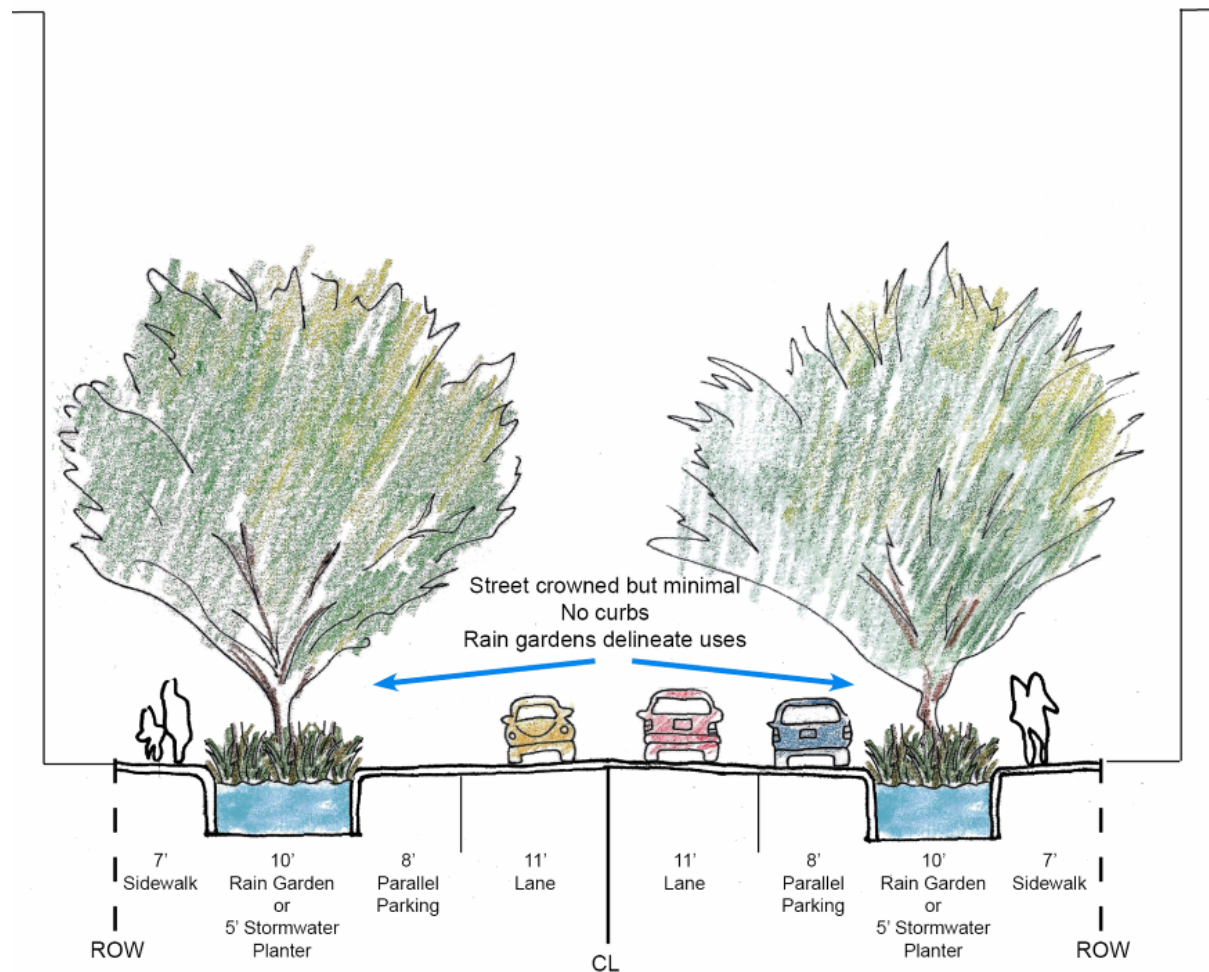 Street crowned but minimal
No curbs
Rain gardens delineate uses
7'
Sidewalk
10'
Rain Garden
or
5' Stormwater
Planter
8'
Parallel
Parking
11'
Lane
11'
Lane
8'
Parallel
Parking
10'
Rain Garden
or
5' Stormwater
Planter
7'
Sidewalk
ROW
CL
ROW